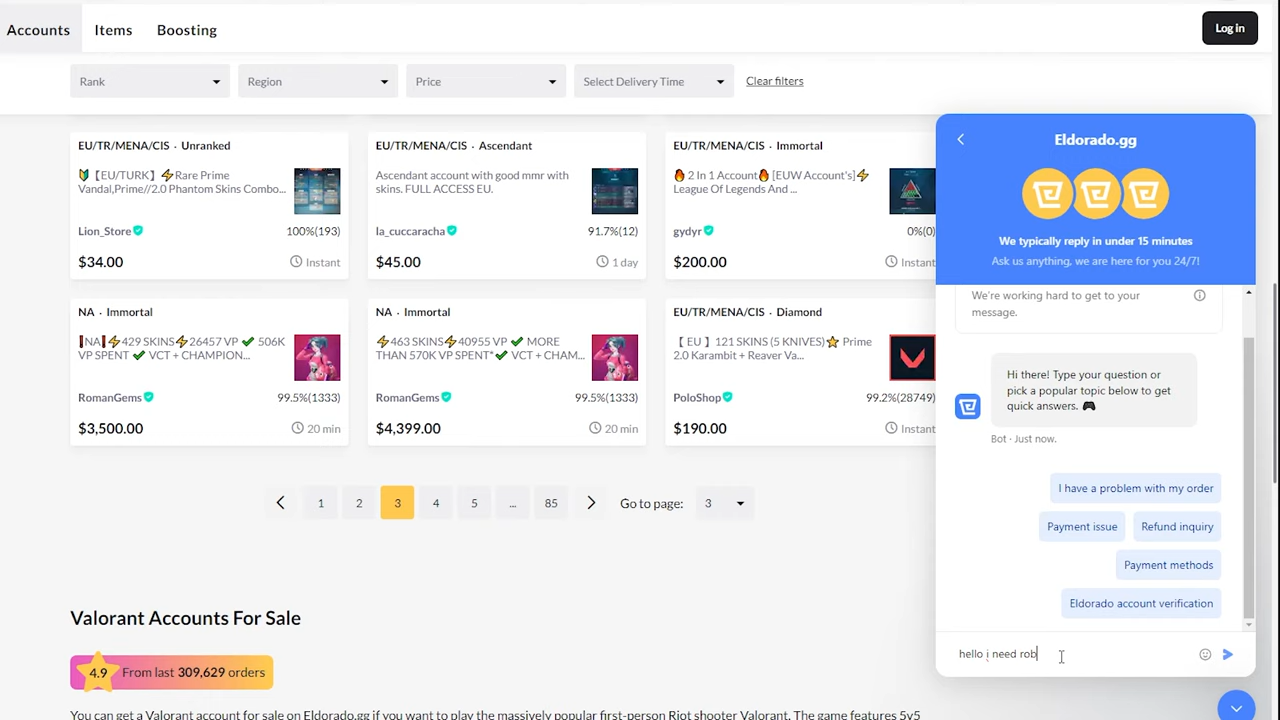 Accounts
Items
Boosting
Log in
Rank
Region
Price
Select Delivery Time
Clear filters
EU/TR/MENA/CIS · Unranked
🔰【EU/TURK】⚡Rare Prime
Vandal,Prime//2.0 Phantom Skins Combo...
Lion_Store
100%(193)
$34.00
Instant
EU/TR/MENA/CIS · Ascendant
Ascendant account with good mmr with
skins. FULL ACCESS EU.
la_cuccaracha
91.7%(12)
$45.00
1 day
EU/TR/MENA/CIS · Immortal
🔥 2 In 1 Account🔥 [EUW Account's]⚡
League Of Legends And ...
gydyr
0%(0)
$200.00
Instant
NA · Immortal
❗NA❗⚡429 SKINS⚡26457 VP ✔ 506K
VP SPENT ✔ VCT + CHAMPION...
RomanGems
99.5%(1333)
$3,500.00
20 min
NA · Immortal
⚡463 SKINS⚡40955 VP ✔ MORE
THAN 570K VP SPENT*✔ VCT + CHAM...
RomanGems
99.5%(1333)
$4,399.00
20 min
EU/TR/MENA/CIS · Diamond
【 EU 】121 SKINS (5 KNIVES)⭐ Prime
2.0 Karambit + Reaver Va...
PoloShop
99.2%(28749)
$190.00
Instant
1 2 3 4 5 ... 85
Go to page: 3
Valorant Accounts For Sale
4.9 From last 309,629 orders
You can get a Valorant account for sale on Eldorado.gg if you want to play the massively popular first-person Riot shooter Valorant. The game features 5v5
Eldorado.gg
We typically reply in under 15 minutes
Ask us anything, we are here for you 24/7!
We're working hard to get to your
message.
Hi there! Type your question or
pick a popular topic below to get
quick answers. 🎮
Bot · Just now.
I have a problem with my order
Payment issue
Refund inquiry
Payment methods
Eldorado account verification
hello i need rob